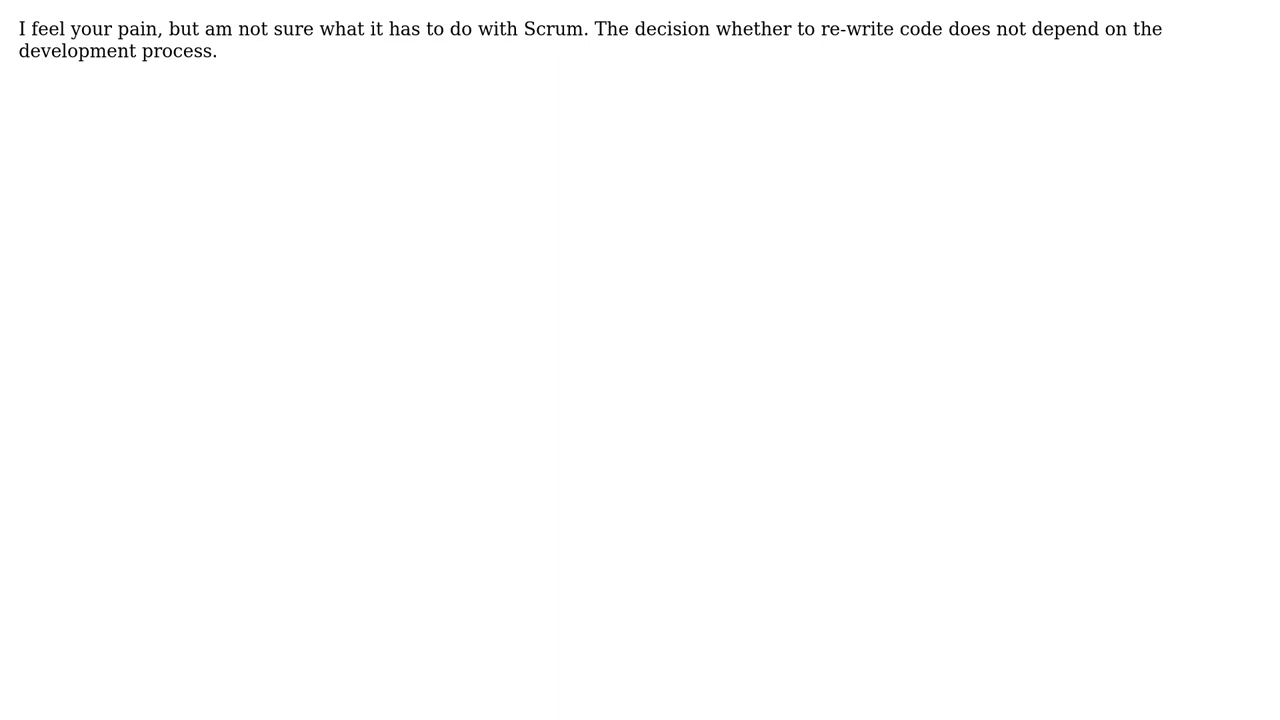 I feel your pain, but am not sure what it has to do with Scrum. The decision whether to re-write code does not depend on the
development process.